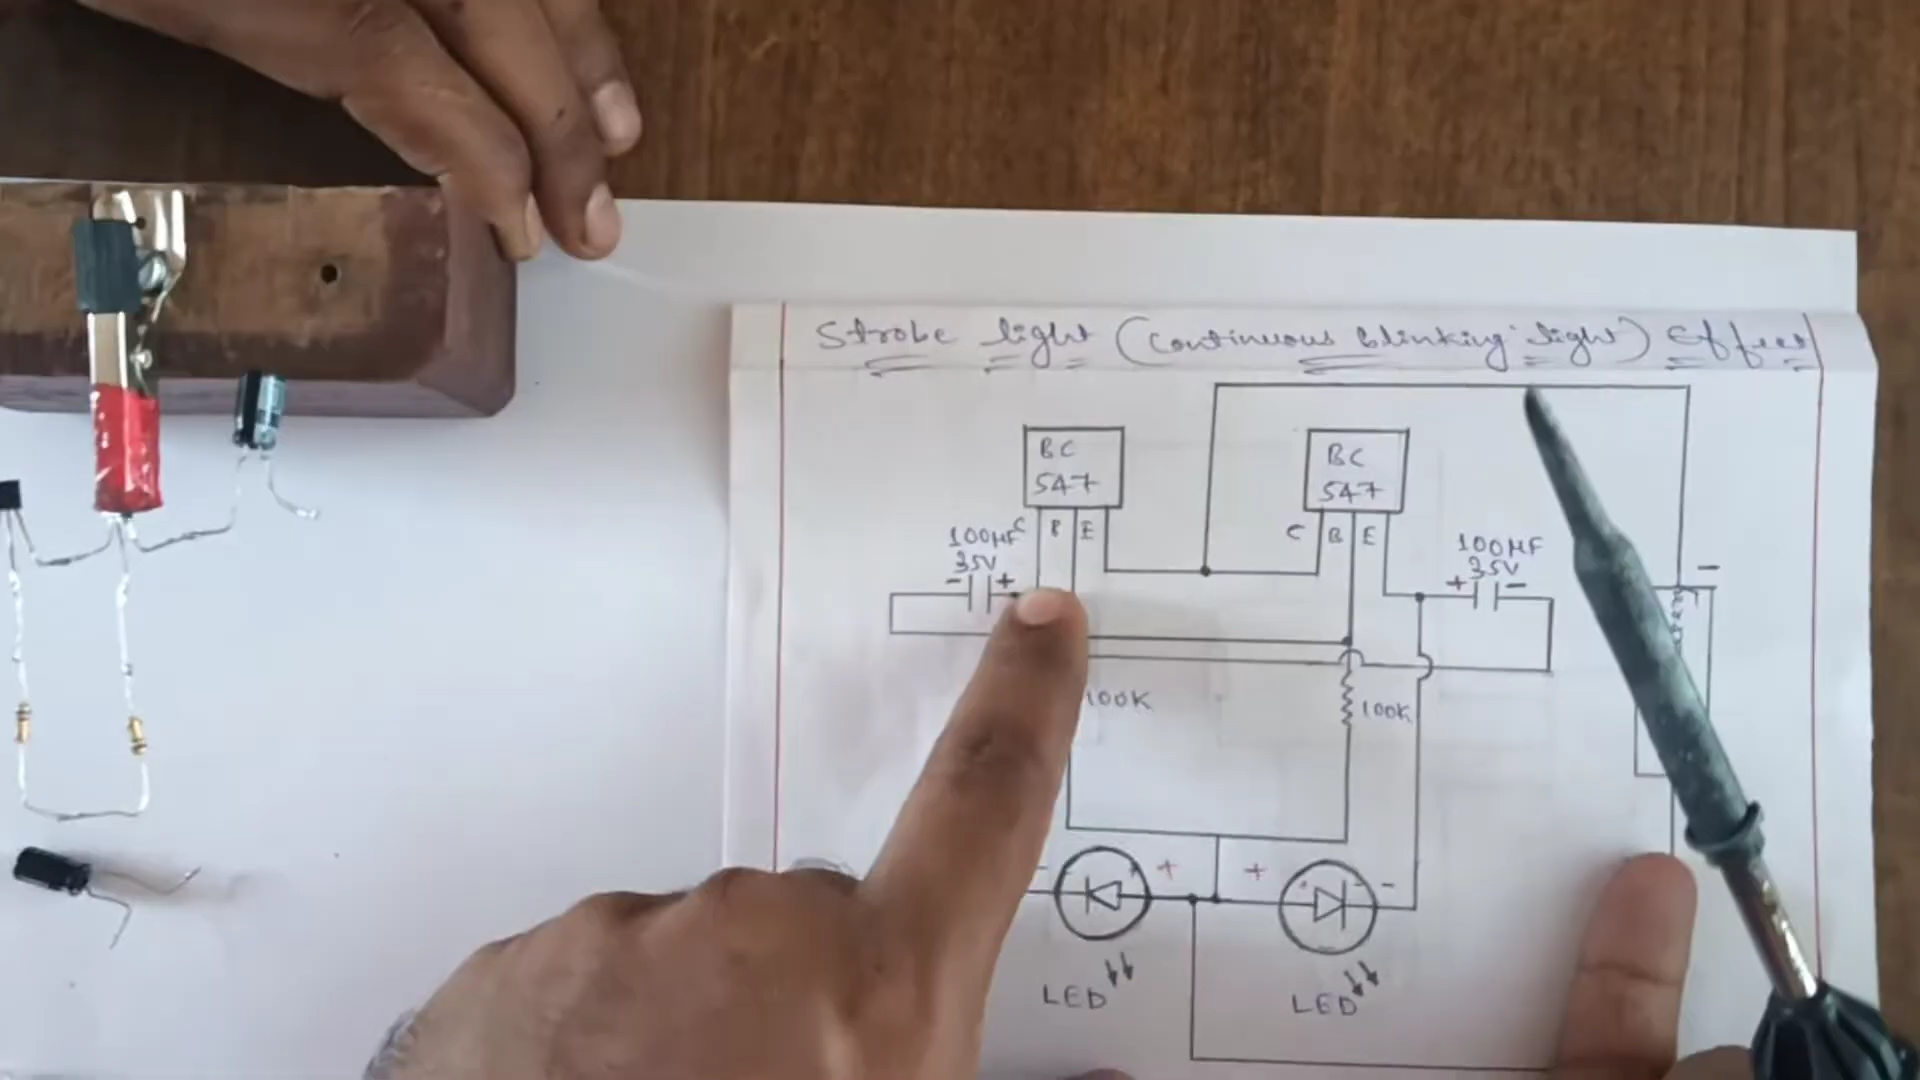 Strobe light (Continuous blinking light) Effect
BC
547
BC
547
C
B
E
C
B
E
100MF
35V
- +
100MF
35V
+ -
-
100K
100K
- + + -
LED
LED